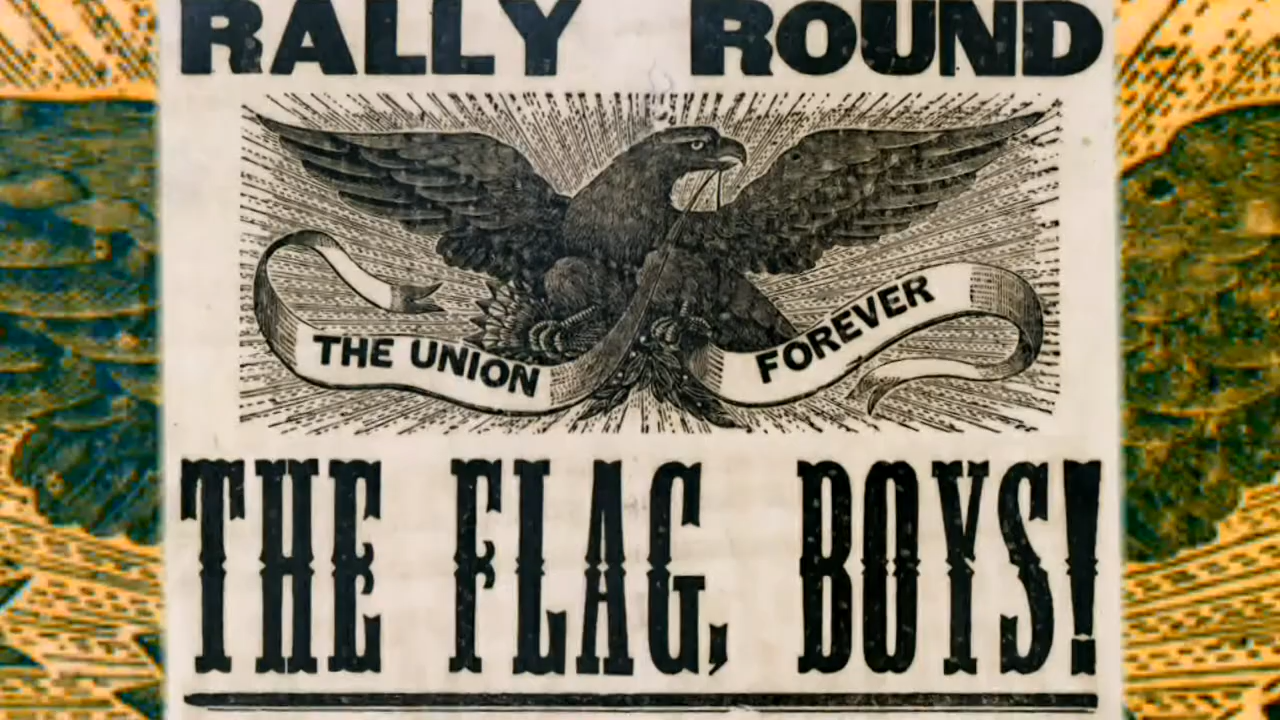 RALLY ROUND
THE UNION
FOREVER
THE FLAG, BOYS!